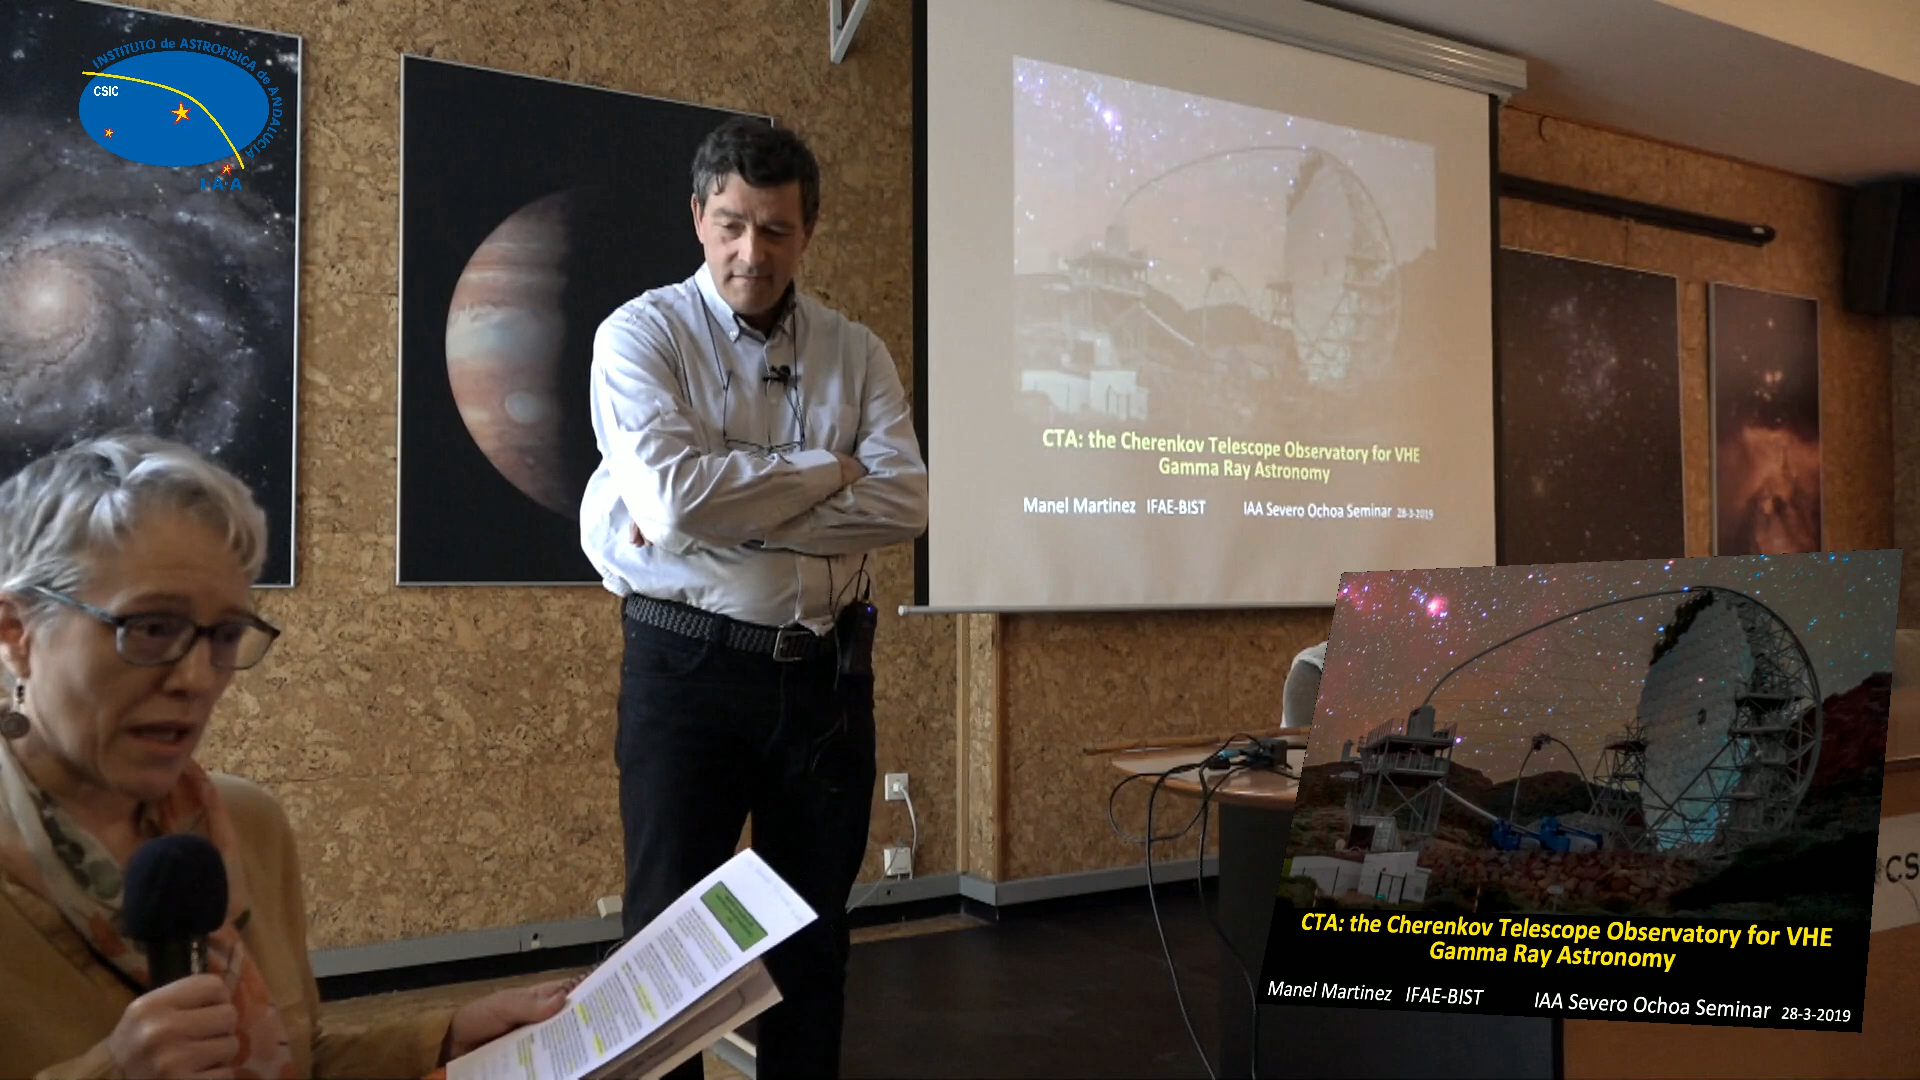 INSTITUTO de ASTROFISICA de ANDALUCIA
CSIC
I·A·A
CTA: the Cherenkov Telescope Observatory for VHE
Gamma Ray Astronomy
Manel Martinez IFAE-BIST IAA Severo Ochoa Seminar 28-3-2019
CTA: the Cherenkov Telescope Observatory for VHE
Gamma Ray Astronomy
Manel Martinez IFAE-BIST IAA Severo Ochoa Seminar 28-3-2019
CS